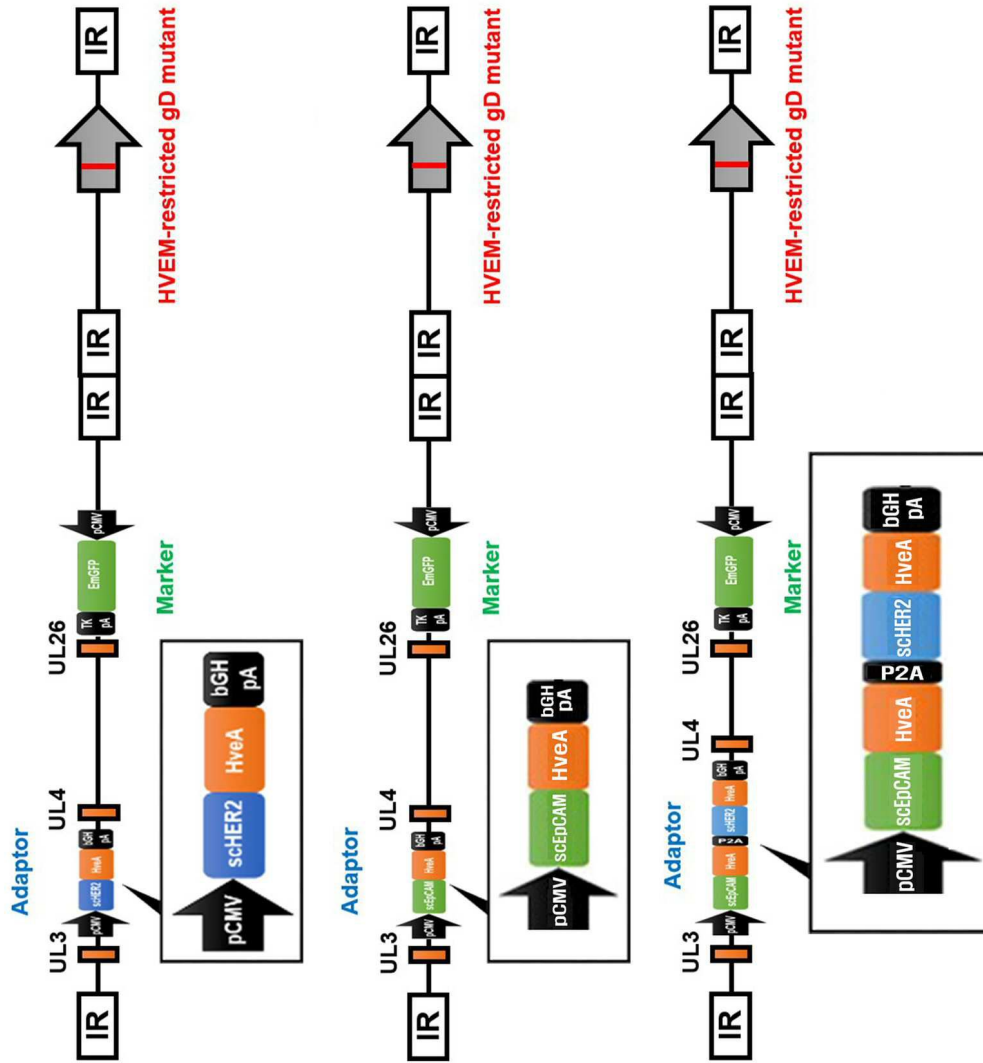 Adaptor
UL3 UL4 UL26
IR pCMV scHER2 HveA bGH pA TK pA EmGFP pCMV IR IR IR
Marker HVEM-restricted gD mutant
pCMV scHER2 HveA bGH pA
Adaptor
UL3 UL4 UL26
IR pCMV scEpCAM HveA bGH pA TK pA EmGFP pCMV IR IR IR
Marker HVEM-restricted gD mutant
pCMV scEpCAM HveA bGH pA
Adaptor
UL3 UL4 UL26
IR pCMV scEpCAM HveA P2A scHER2 HveA bGH pA TK pA EmGFP pCMV IR IR IR
Marker HVEM-restricted gD mutant
pCMV scEpCAM HveA P2A scHER2 HveA bGH pA